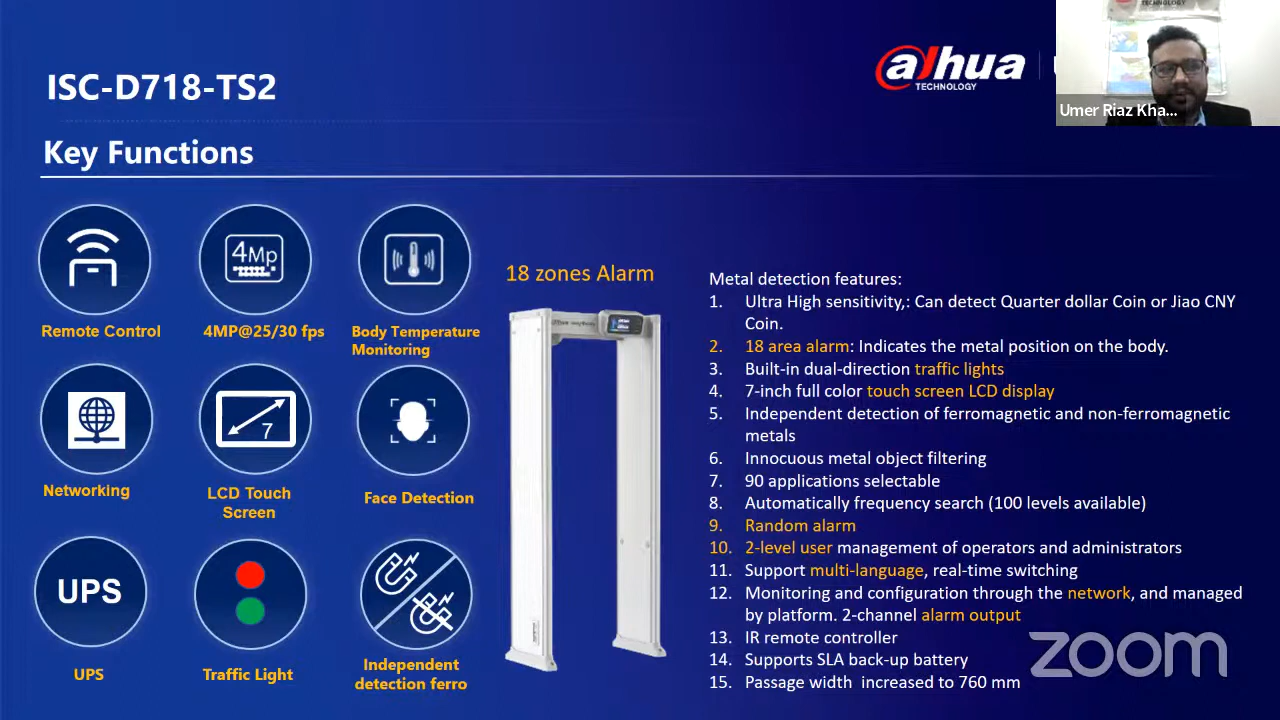 ISC-D718-TS2
alhua
TECHNOLOGY
TECHNOLOGY
Umer Riaz Kha...
Key Functions
4Mp
Remote Control
4MP@25/30 fps
Body Temperature
Monitoring
7
Networking
LCD Touch
Screen
Face Detection
UPS
UPS
Traffic Light
Independent
detection ferro
18 zones Alarm
Metal detection features:
1. Ultra High sensitivity,: Can detect Quarter dollar Coin or Jiao CNY
Coin.
2. 18 area alarm: Indicates the metal position on the body.
3. Built-in dual-direction traffic lights
4. 7-inch full color touch screen LCD display
5. Independent detection of ferromagnetic and non-ferromagnetic
metals
6. Innocuous metal object filtering
7. 90 applications selectable
8. Automatically frequency search (100 levels available)
9. Random alarm
10. 2-level user management of operators and administrators
11. Support multi-language, real-time switching
12. Monitoring and configuration through the network, and managed
by platform. 2-channel alarm output
13. IR remote controller
14. Supports SLA back-up battery
15. Passage width increased to 760 mm
zoom